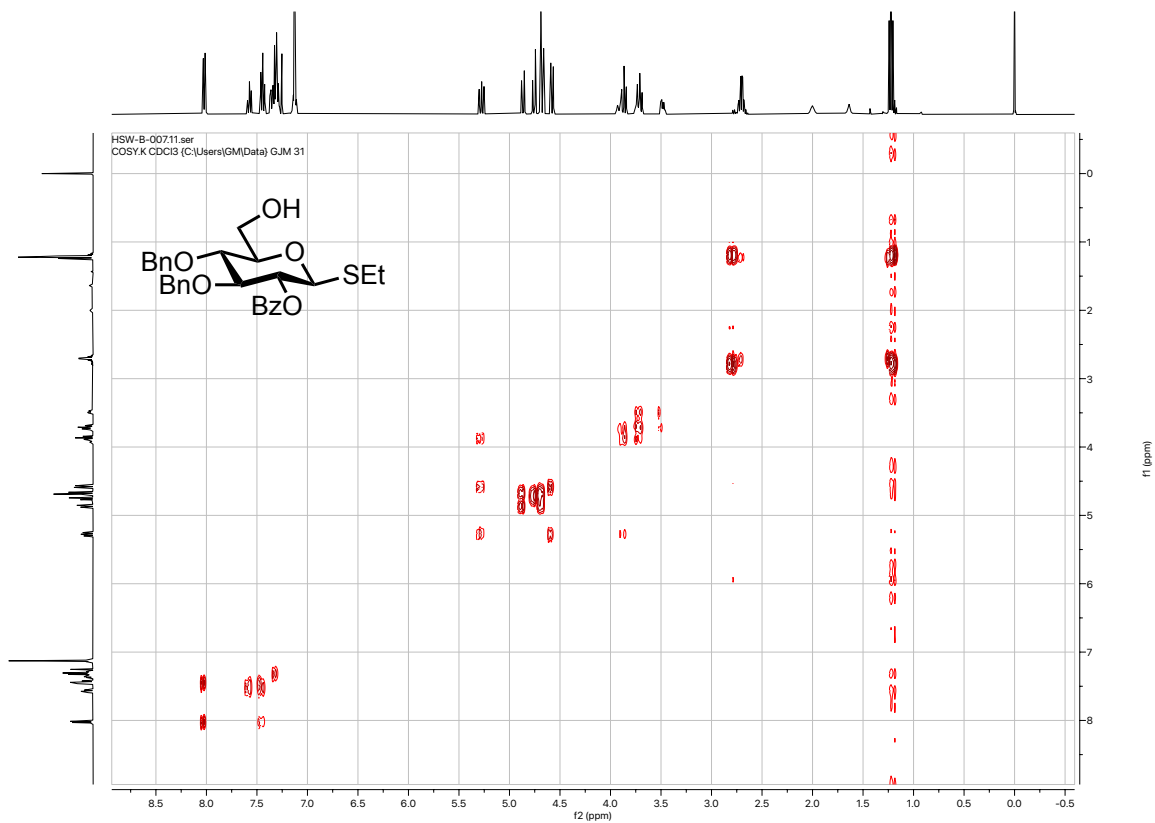 HSW-B-007.11.ser
COSY.K CDCl3 {C:\Users\GM\Data} GJM 31
OH
O
BnO
SEt
BnO
BzO
0
1
2
3
4
5
6
7
8
f1 (ppm)
8.5 8.0 7.5 7.0 6.5 6.0 5.5 5.0 4.5 4.0 3.5 3.0 2.5 2.0 1.5 1.0 0.5 0.0 -0.5
f2 (ppm)